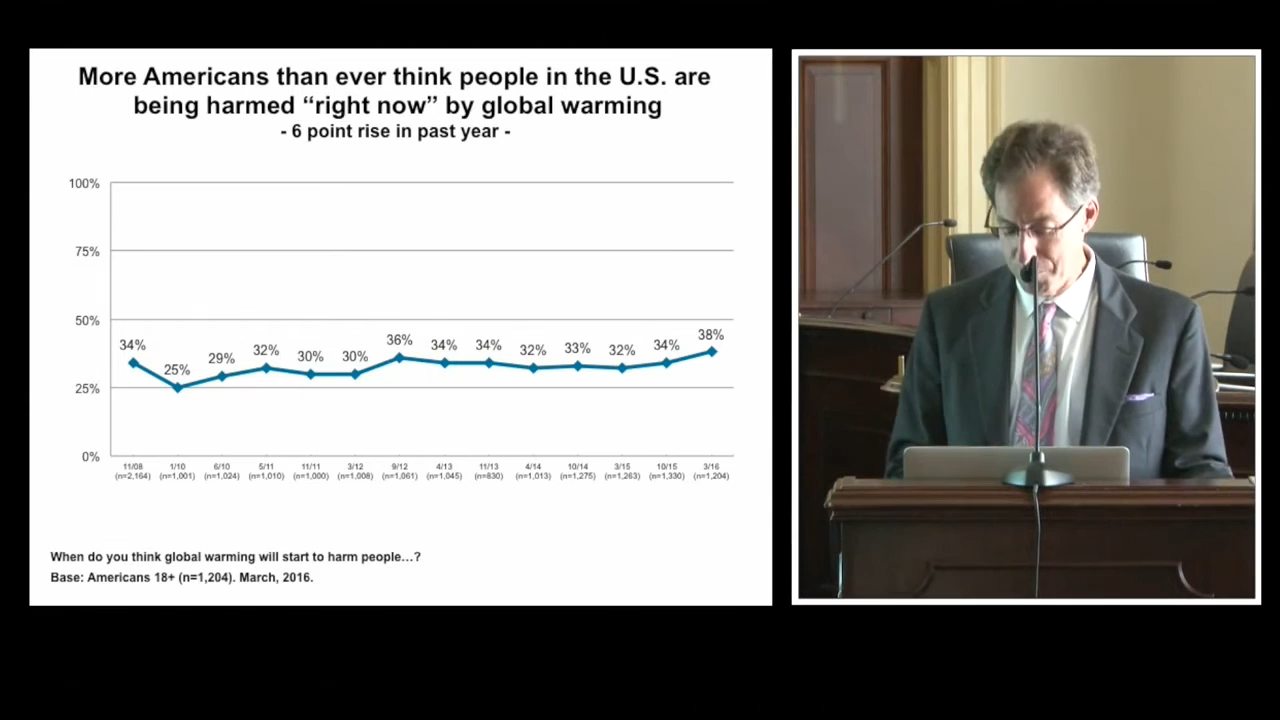 More Americans than ever think people in the U.S. are
being harmed “right now” by global warming
- 6 point rise in past year -
100%
75%
50%
25%
0%
34%
25%
29%
32%
30%
30%
36%
34%
34%
32%
33%
32%
34%
38%
11/08 1/10 6/10 5/11 11/11 3/12 9/12 4/13 11/13 4/14 10/14 3/15 10/15 3/16
(n=2,164) (n=1,001) (n=1,024) (n=1,010) (n=1,000) (n=1,008) (n=1,061) (n=1,045) (n=830) (n=1,013) (n=1,275) (n=1,263) (n=1,330) (n=1,204)
When do you think global warming will start to harm people…?
Base: Americans 18+ (n=1,204). March, 2016.